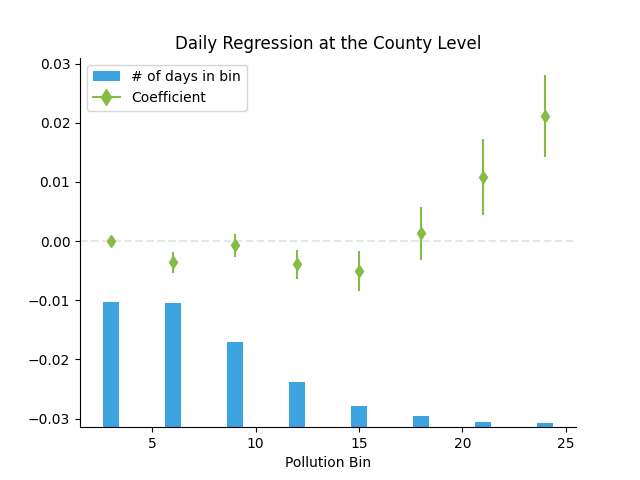 Daily Regression at the County Level
# of days in bin
Coefficient
0.03
0.02
0.01
0.00
−0.01
−0.02
−0.03
5 10 15 20 25
Pollution Bin